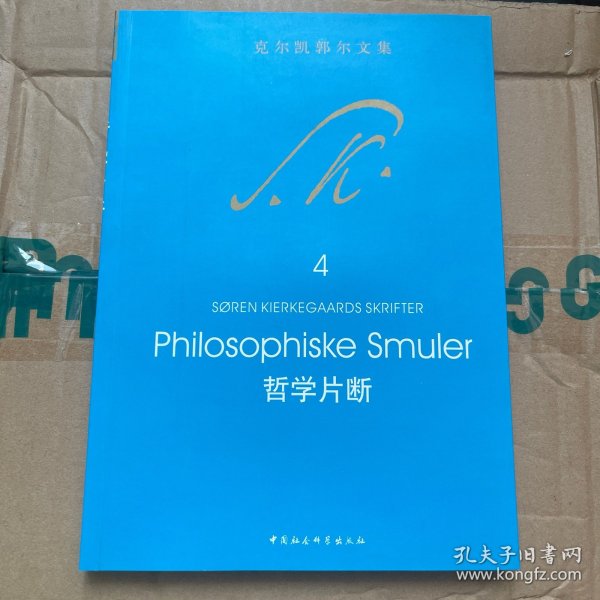 克尔凯郭尔文集
S. K.
4
SØREN KIERKEGAARDS SKRIFTER
Philosophiske Smuler
哲学片断
中国社会科学出版社
孔夫子旧书网
www.kongfz.com